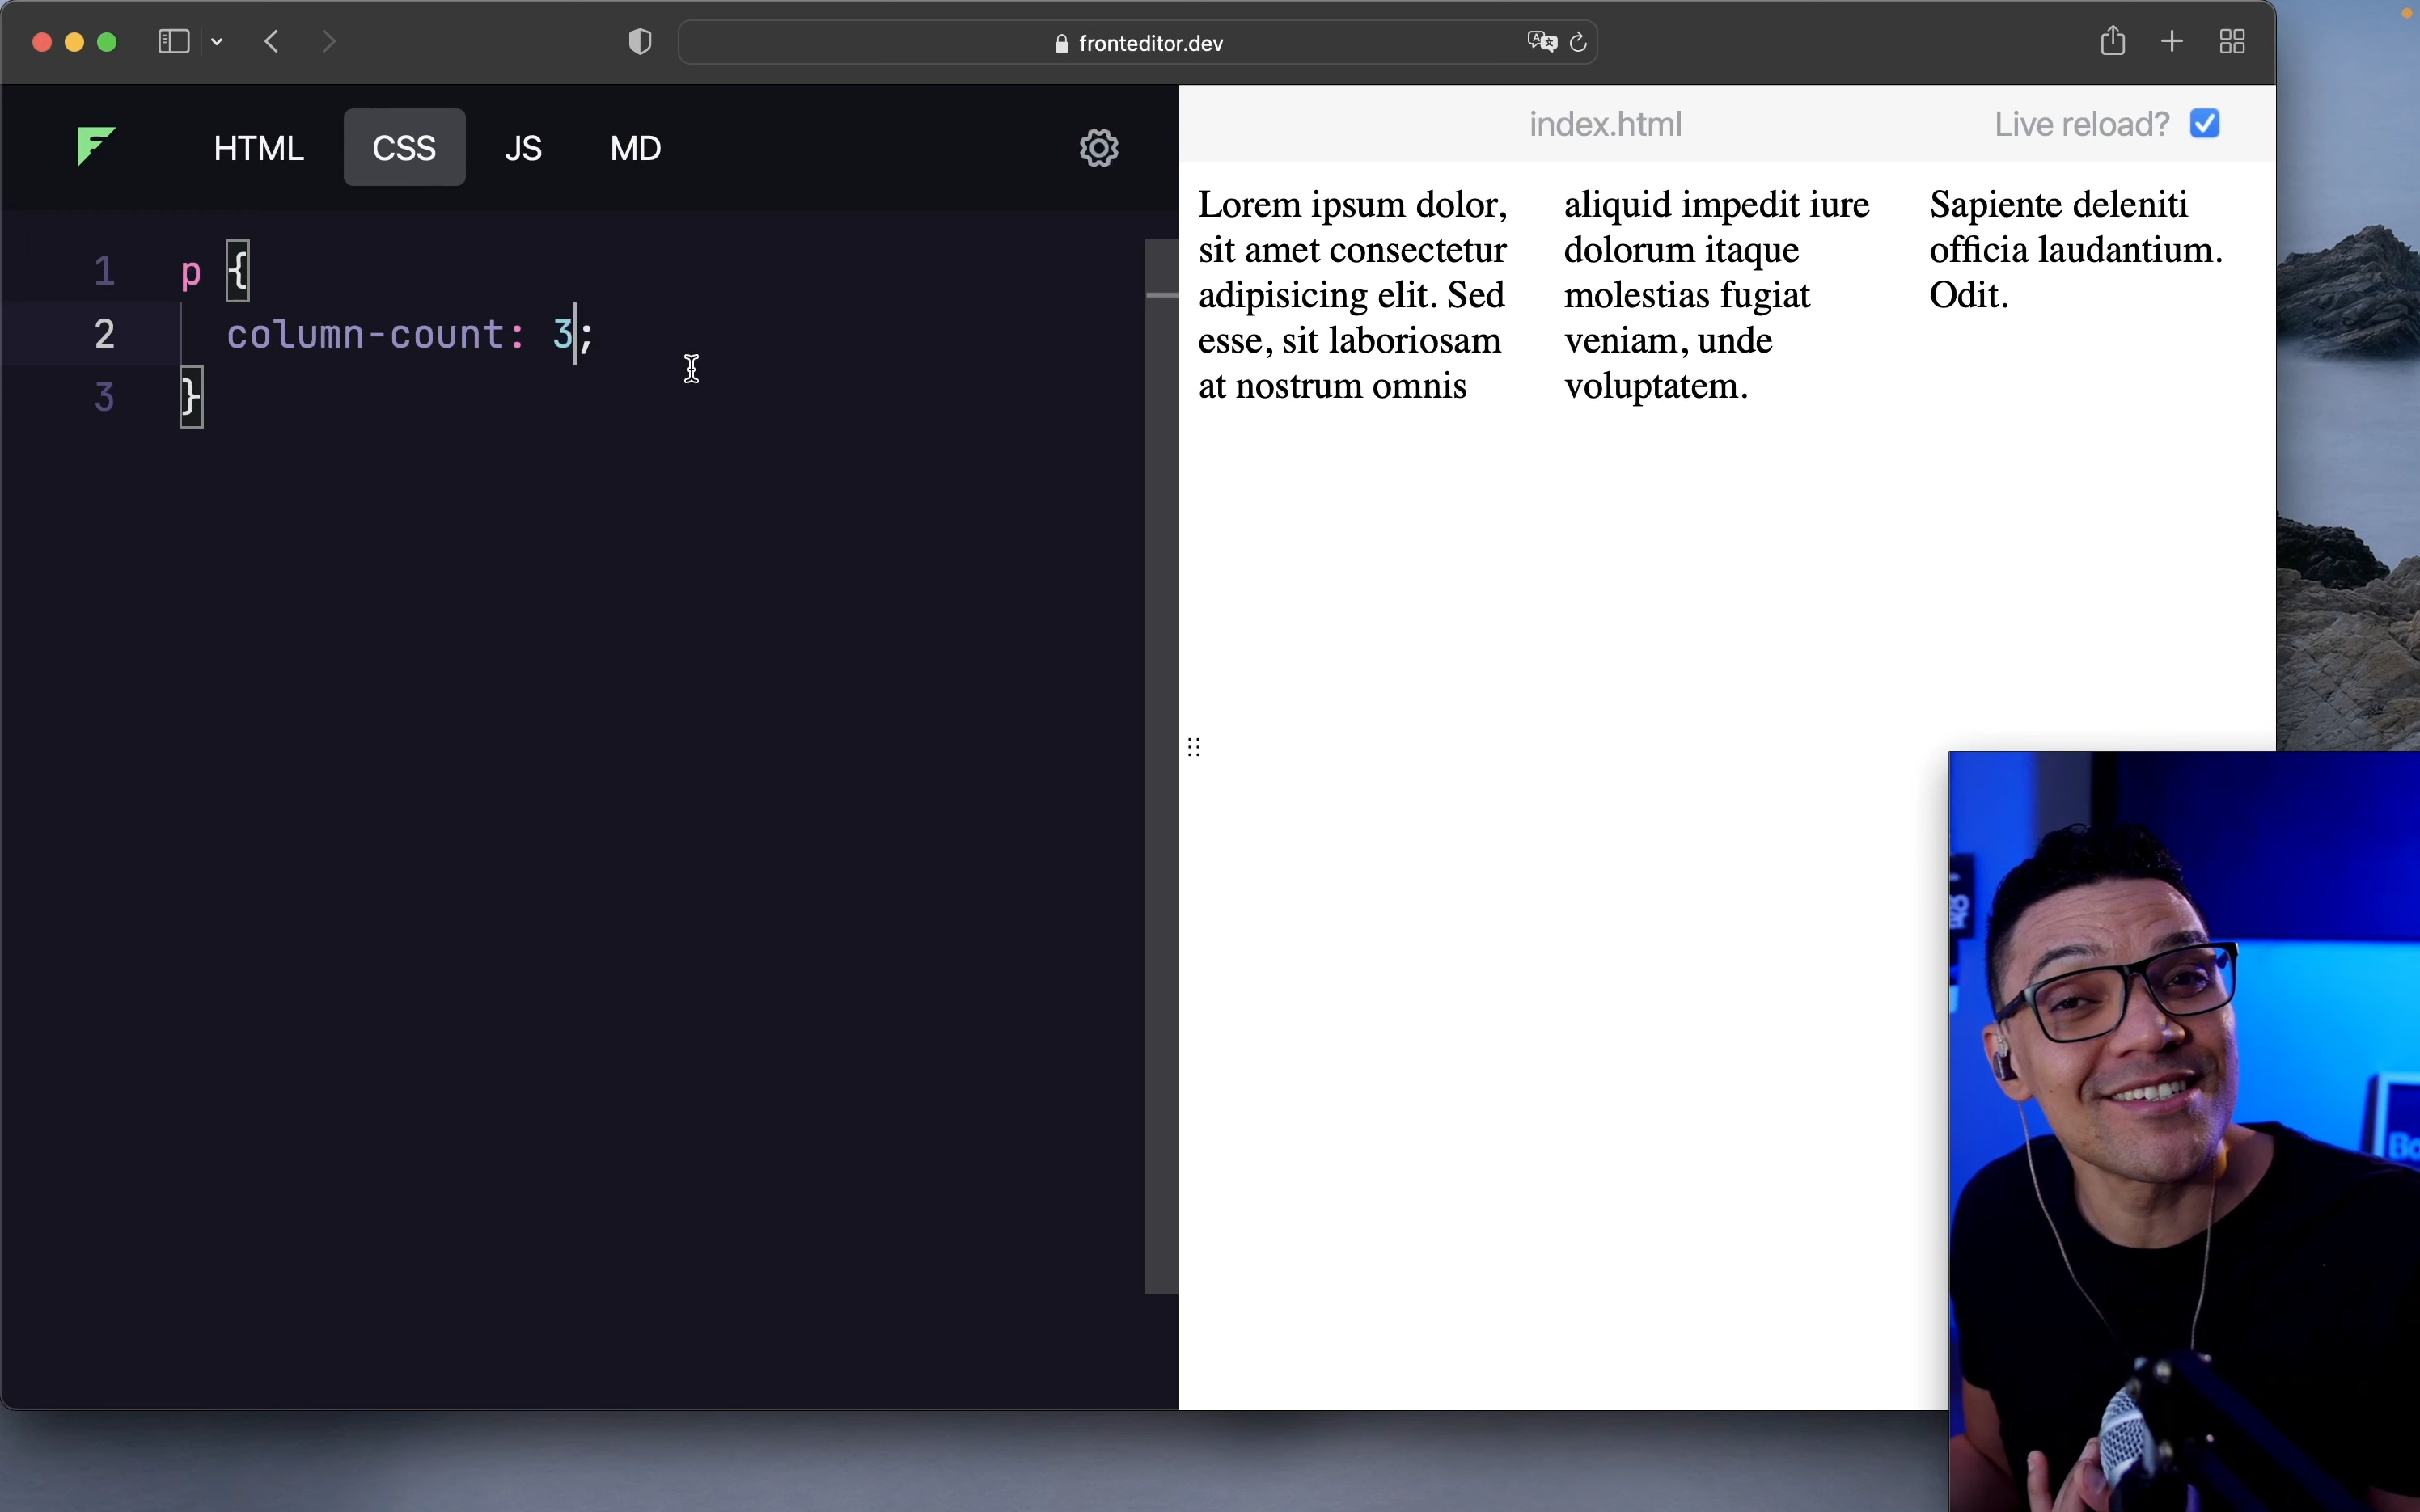 fronteditor.dev
HTML CSS JS MD
index.html
Live reload?
1 p {
2 column-count: 3;
3 }
Lorem ipsum dolor,
sit amet consectetur
adipisicing elit. Sed
esse, sit laboriosam
at nostrum omnis
aliquid impedit iure
dolorum itaque
molestias fugiat
veniam, unde
voluptatem.
Sapiente deleniti
officia laudantium.
Odit.